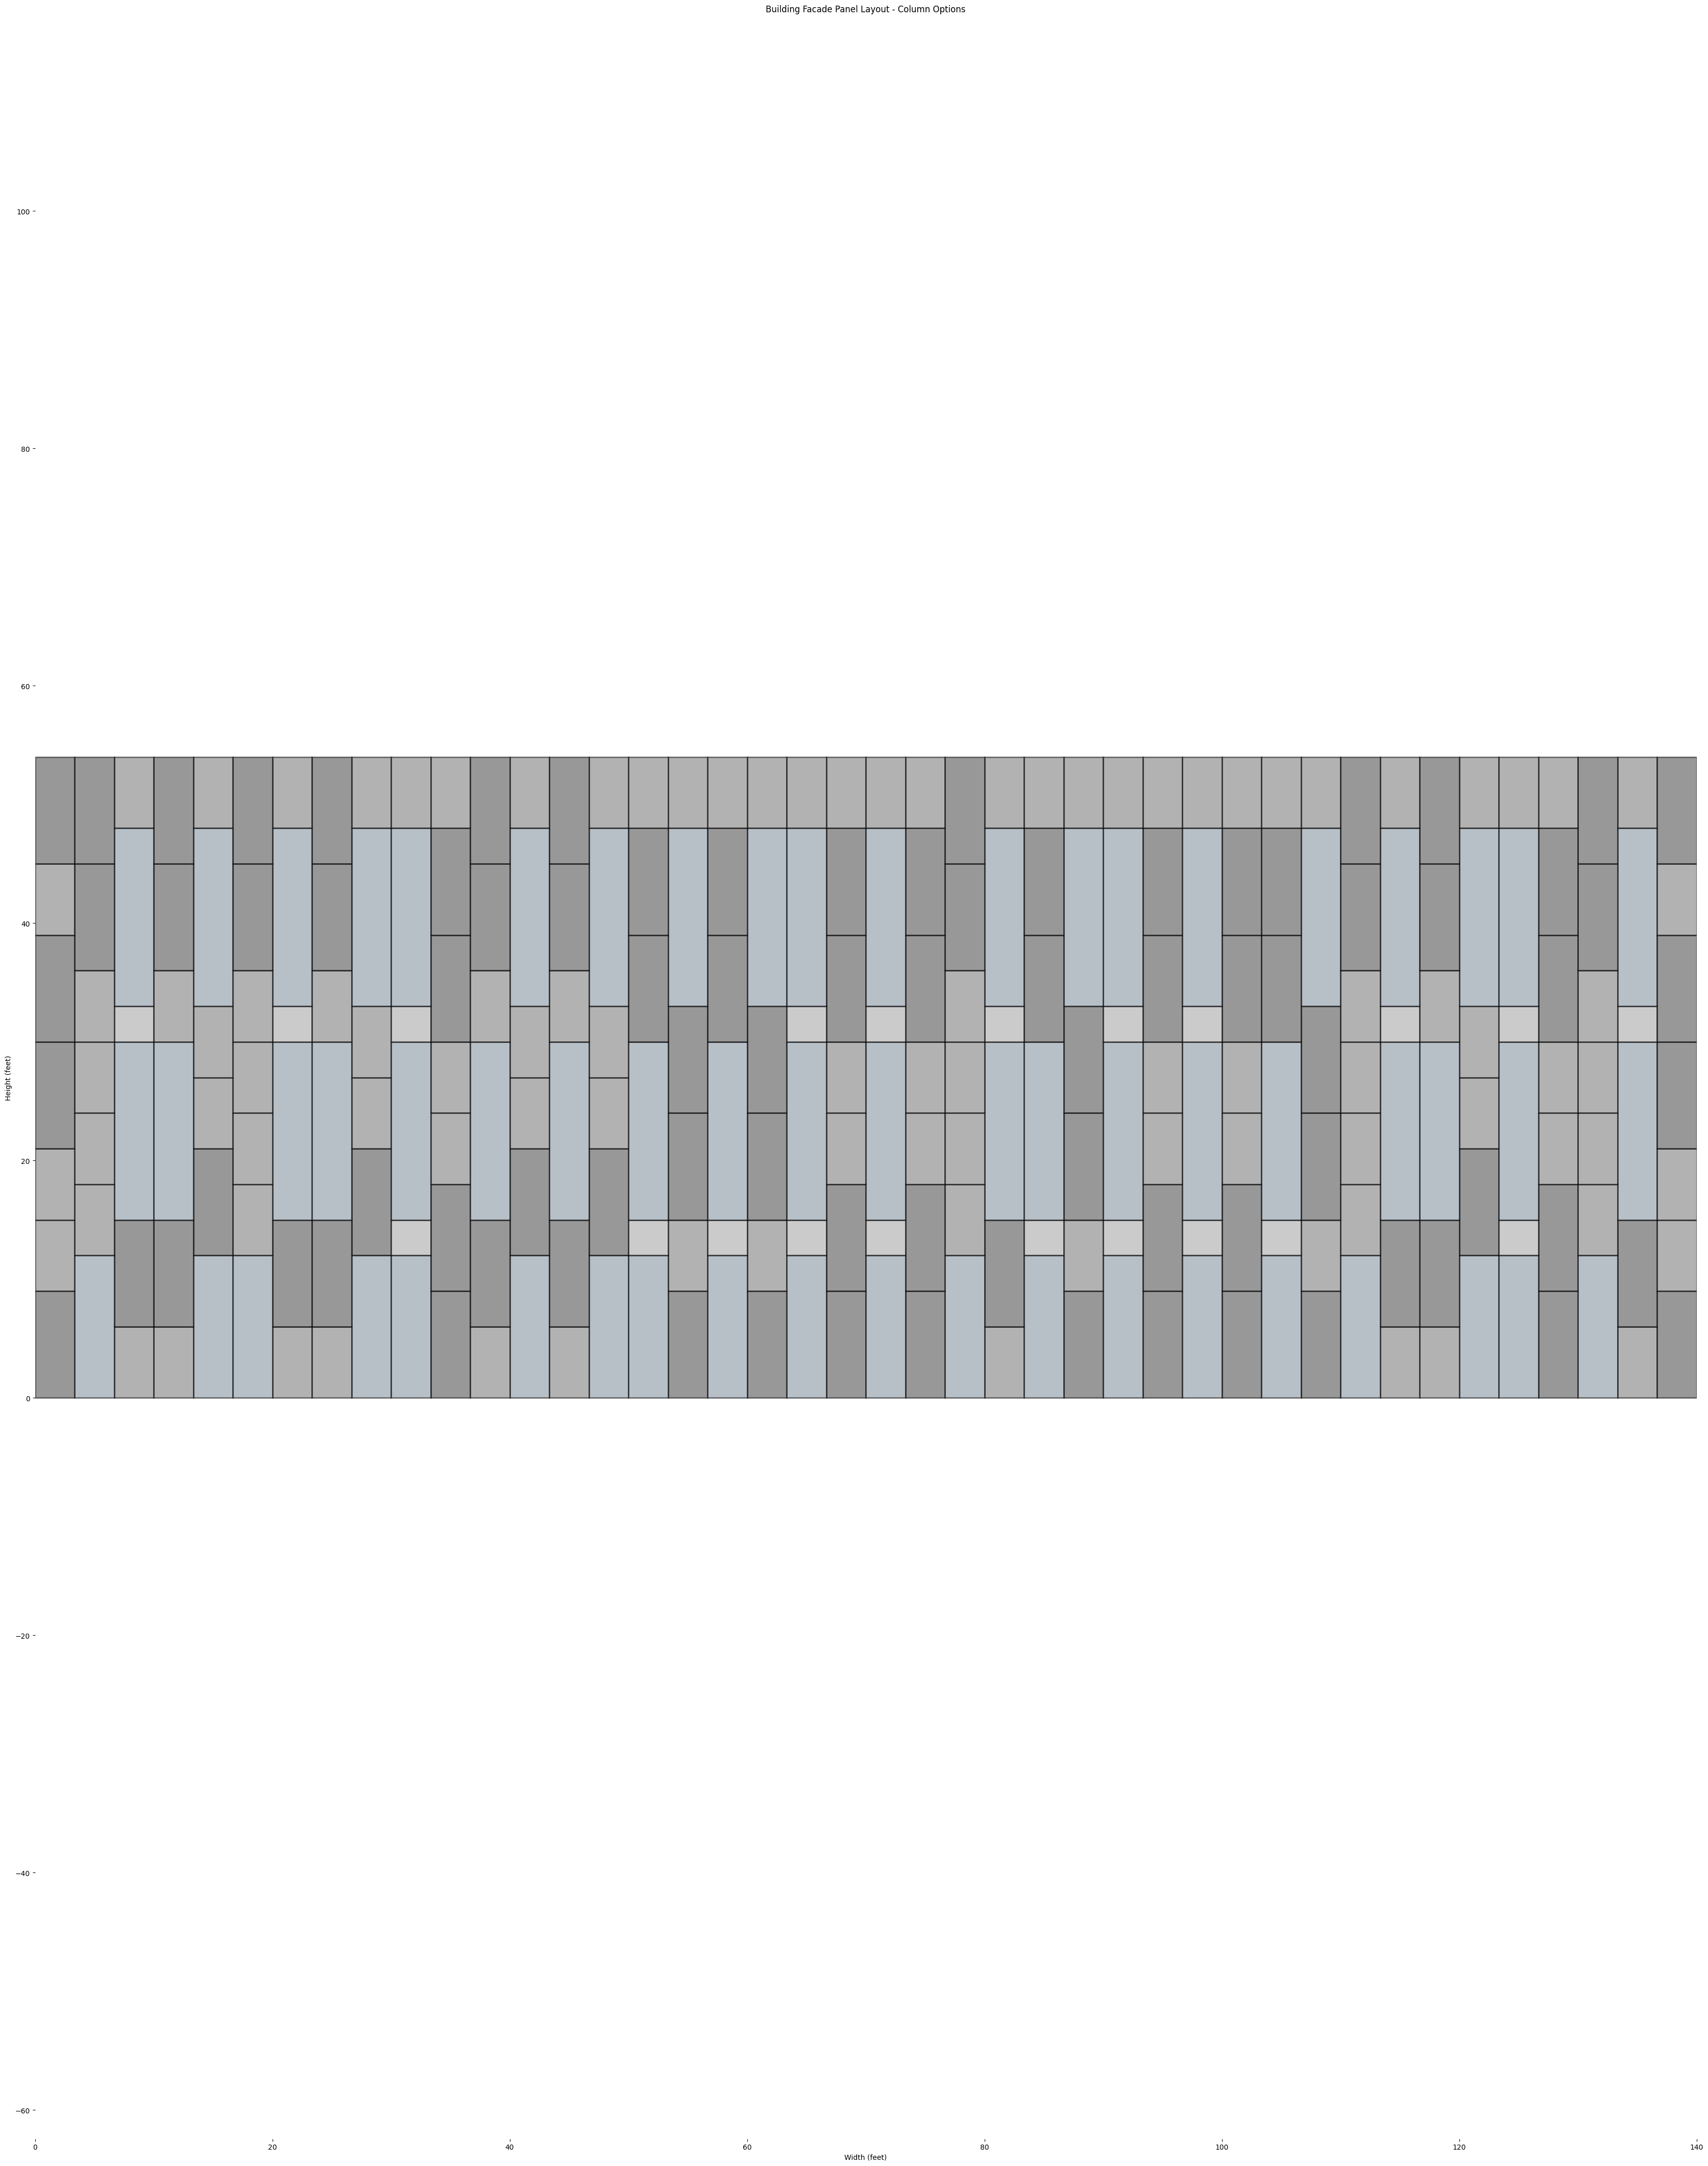 Building Facade Panel Layout - Column Options
100
80
60
40
20
0
−20
−40
−60
Height (feet)
0 20 40 60 80 100 120 140
Width (feet)